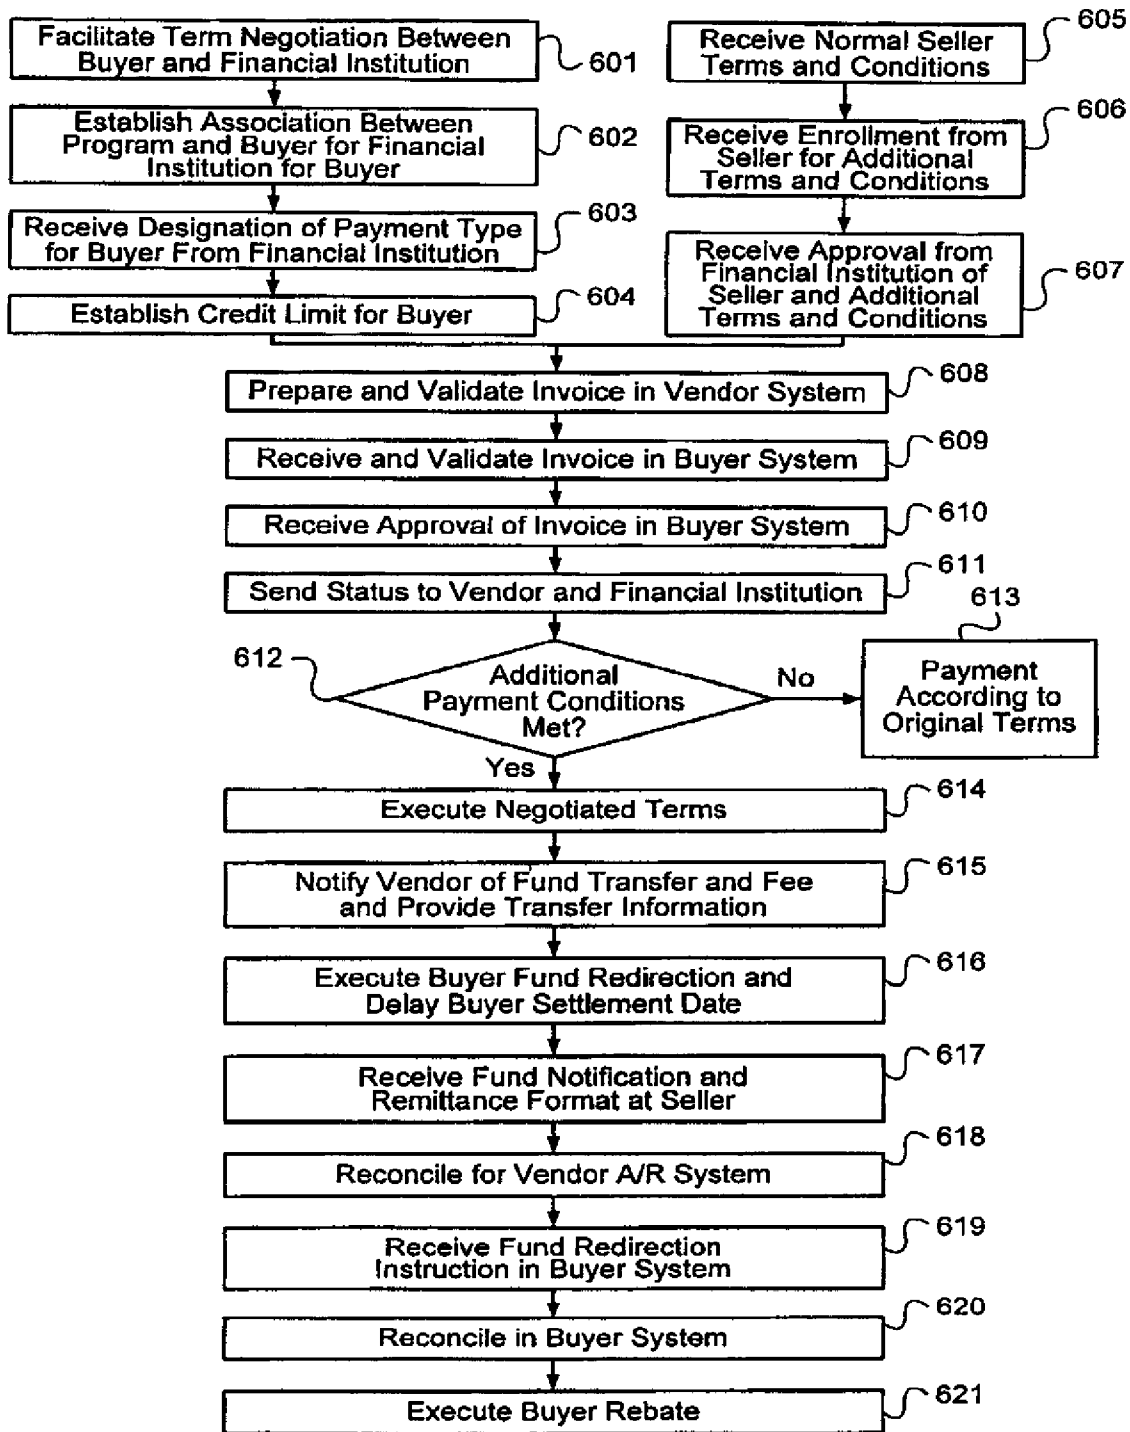 Facilitate Term Negotiation Between
Buyer and Financial Institution
601
Establish Association Between
Program and Buyer for Financial
Institution for Buyer
602
Receive Designation of Payment Type
for Buyer From Financial Institution
603
Establish Credit Limit for Buyer
604
Receive Normal Seller
Terms and Conditions
605
Receive Enrollment from
Seller for Additional
Terms and Conditions
606
Receive Approval from
Financial Institution of
Seller and Additional
Terms and Conditions
607
Prepare and Validate Invoice in Vendor System
608
Receive and Validate Invoice in Buyer System
609
Receive Approval of Invoice in Buyer System
610
Send Status to Vendor and Financial Institution
611
612
Additional
Payment Conditions
Met?
No
613
Payment
According to
Original Terms
Yes
Execute Negotiated Terms
614
Notify Vendor of Fund Transfer and Fee
and Provide Transfer Information
615
Execute Buyer Fund Redirection and
Delay Buyer Settlement Date
616
Receive Fund Notification and
Remittance Format at Seller
617
Reconcile for Vendor A/R System
618
Receive Fund Redirection
Instruction in Buyer System
619
Reconcile in Buyer System
620
Execute Buyer Rebate
621